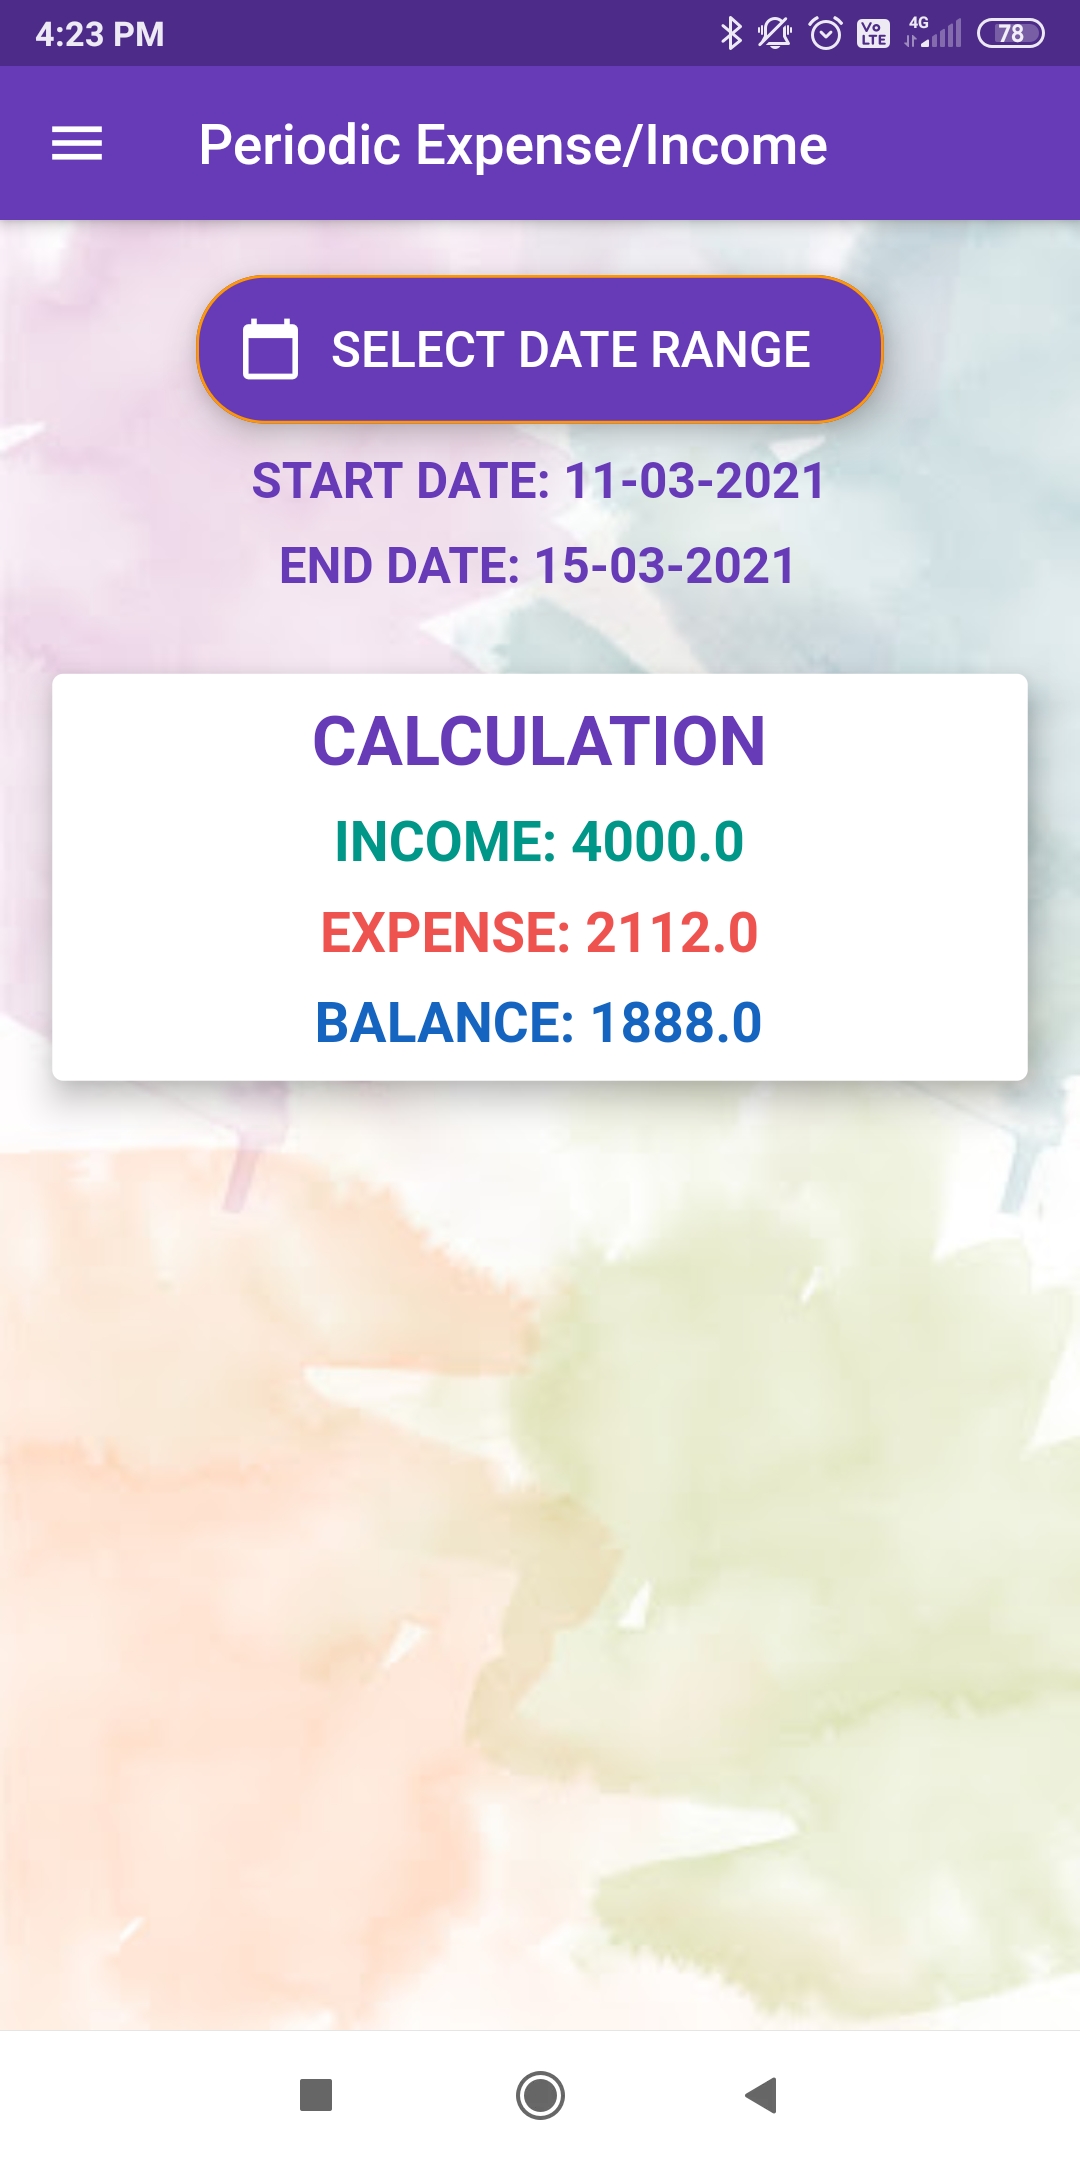 4:23 PM
4G
Vo
LTE
78
Periodic Expense/Income
SELECT DATE RANGE
START DATE: 11-03-2021
END DATE: 15-03-2021
CALCULATION
INCOME: 4000.0
EXPENSE: 2112.0
BALANCE: 1888.0